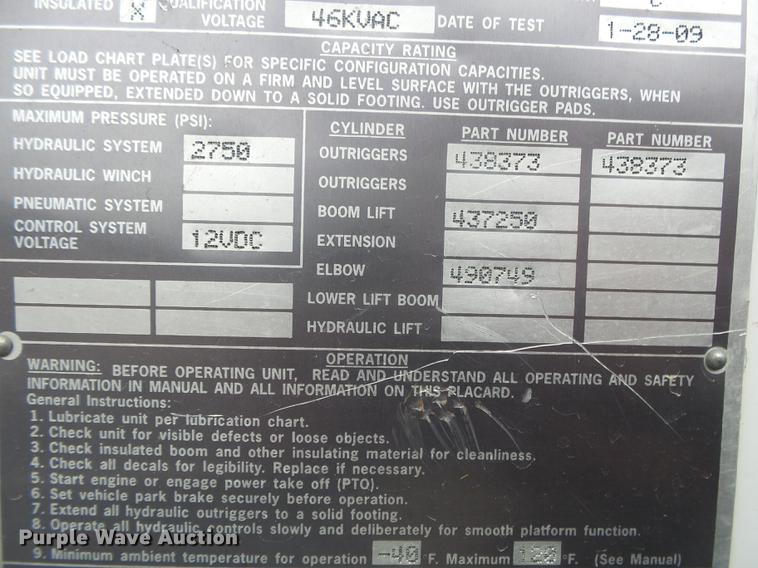 INSULATED X QUALIFICATION
VOLTAGE 46KVAC DATE OF TEST 1-28-09
CAPACITY RATING
SEE LOAD CHART PLATE(S) FOR SPECIFIC CONFIGURATION CAPACITIES.
UNIT MUST BE OPERATED ON A FIRM AND LEVEL SURFACE WITH THE OUTRIGGERS, WHEN
SO EQUIPPED, EXTENDED DOWN TO A SOLID FOOTING. USE OUTRIGGER PADS.
MAXIMUM PRESSURE (PSI):
HYDRAULIC SYSTEM 2750
HYDRAULIC WINCH
PNEUMATIC SYSTEM
CONTROL SYSTEM
VOLTAGE 12VDC
CYLINDER PART NUMBER PART NUMBER
OUTRIGGERS 438373 438373
OUTRIGGERS
BOOM LIFT 437250
EXTENSION
ELBOW 490749
LOWER LIFT BOOM
HYDRAULIC LIFT
OPERATION
WARNING: BEFORE OPERATING UNIT, READ AND UNDERSTAND ALL OPERATING AND SAFETY
INFORMATION IN MANUAL AND ALL INFORMATION ON THIS PLACARD.
General Instructions:
1. Lubricate unit per lubrication chart.
2. Check unit for visible defects or loose objects.
3. Check insulated boom and other insulating material for cleanliness.
4. Check all decals for legibility. Replace if necessary.
5. Start engine or engage power take off (PTO).
6. Set vehicle park brake securely before operation.
7. Extend all hydraulic outriggers to a solid footing.
8. Operate all hydraulic controls slowly and deliberately for smooth platform function.
9. Minimum ambient temperature for operation -40 °F. Maximum 120 °F. (See Manual)
Purple Wave Auction